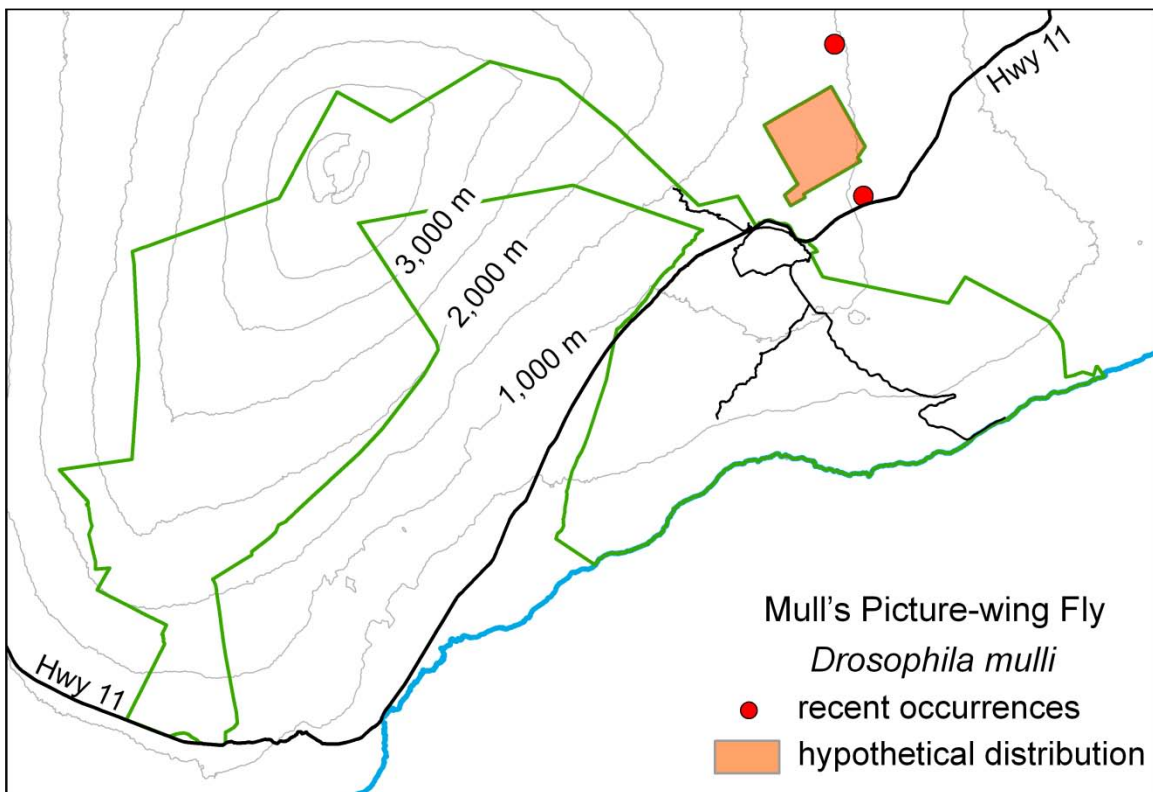 Hwy 11
3,000 m
2,000 m
1,000 m
Hwy 11
Mull's Picture-wing Fly
Drosophila mulli
recent occurrences
hypothetical distribution